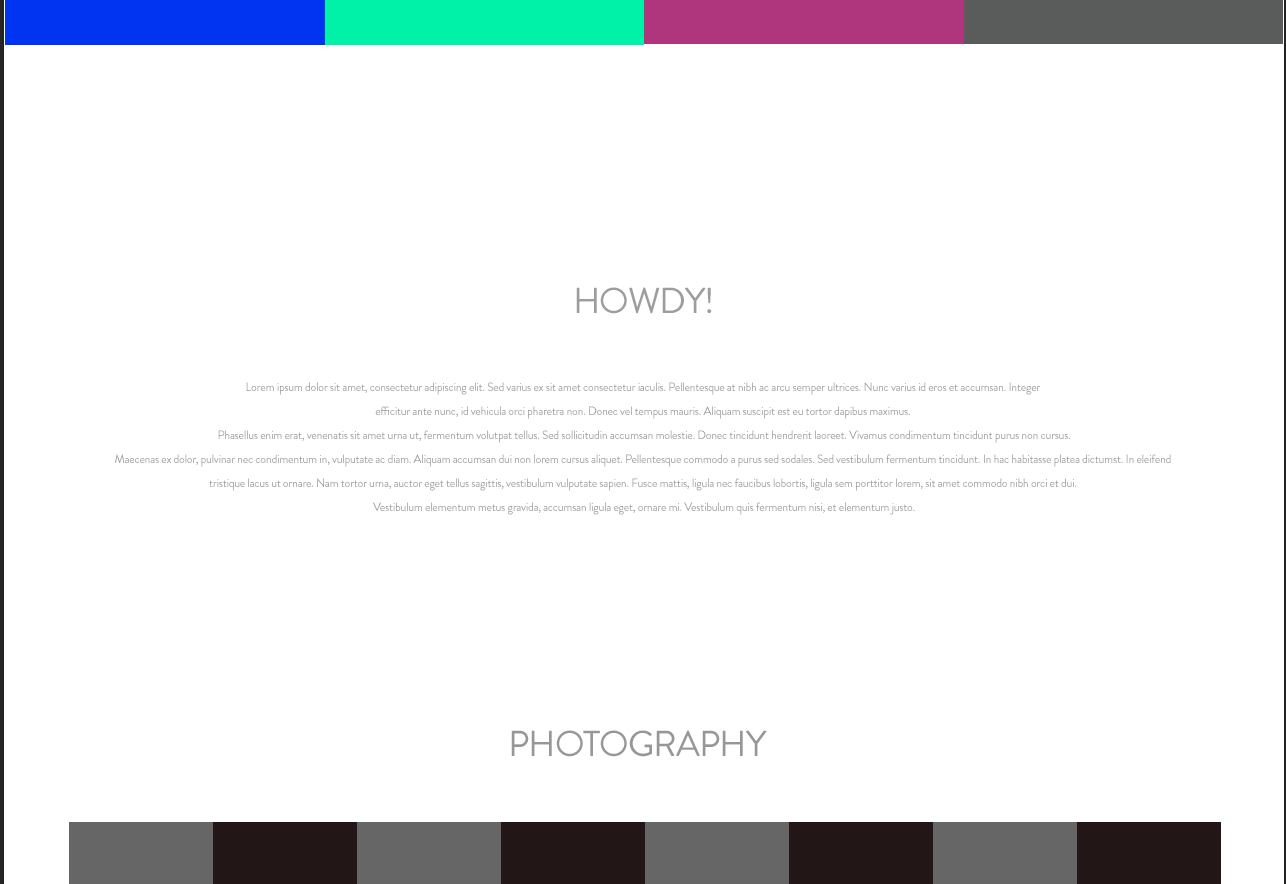 HOWDY!
Lorem ipsum dolor sit amet, consectetur adipiscing elit. Sed varius ex sit amet consectetur iaculis. Pellentesque at nibh ac arcu semper ultrices. Nunc varius id eros et accumsan. Integer
efficitur ante nunc, id vehicula orci pharetra non. Donec vel tempus mauris. Aliquam suscipit est eu tortor dapibus maximus.
Phasellus enim erat, venenatis sit amet urna ut, fermentum volutpat tellus. Sed sollicitudin accumsan molestie. Donec tincidunt hendrerit laoreet. Vivamus condimentum tincidunt purus non cursus.
Maecenas ex dolor, pulvinar nec condimentum in, vulputate ac diam. Aliquam accumsan dui non lorem cursus aliquet. Pellentesque commodo a purus sed sodales. Sed vestibulum fermentum tincidunt. In hac habitasse platea dictumst. In eleifend
tristique lacus ut ornare. Nam tortor urna, auctor eget tellus sagittis, vestibulum vulputate sapien. Fusce mattis, ligula nec faucibus lobortis, ligula sem porttitor lorem, sit amet commodo nibh orci et dui.
Vestibulum elementum metus gravida, accumsan ligula eget, ornare mi. Vestibulum quis fermentum nisi, et elementum justo.
PHOTOGRAPHY